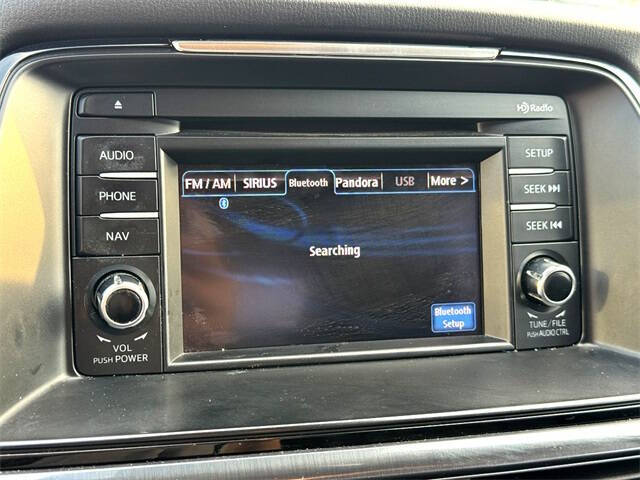 HD Radio
AUDIO
PHONE
NAV
VOL
PUSH POWER
FM / AM SIRIUS Bluetooth Pandora USB More >
Searching
Bluetooth
Setup
SETUP
SEEK
SEEK
TUNE/FILE
PUSH AUDIO CTRL